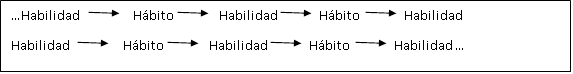 ...Habilidad → Hábito → Habilidad → Hábito → Habilidad
Habilidad → Hábito → Habilidad → Hábito → Habilidad...